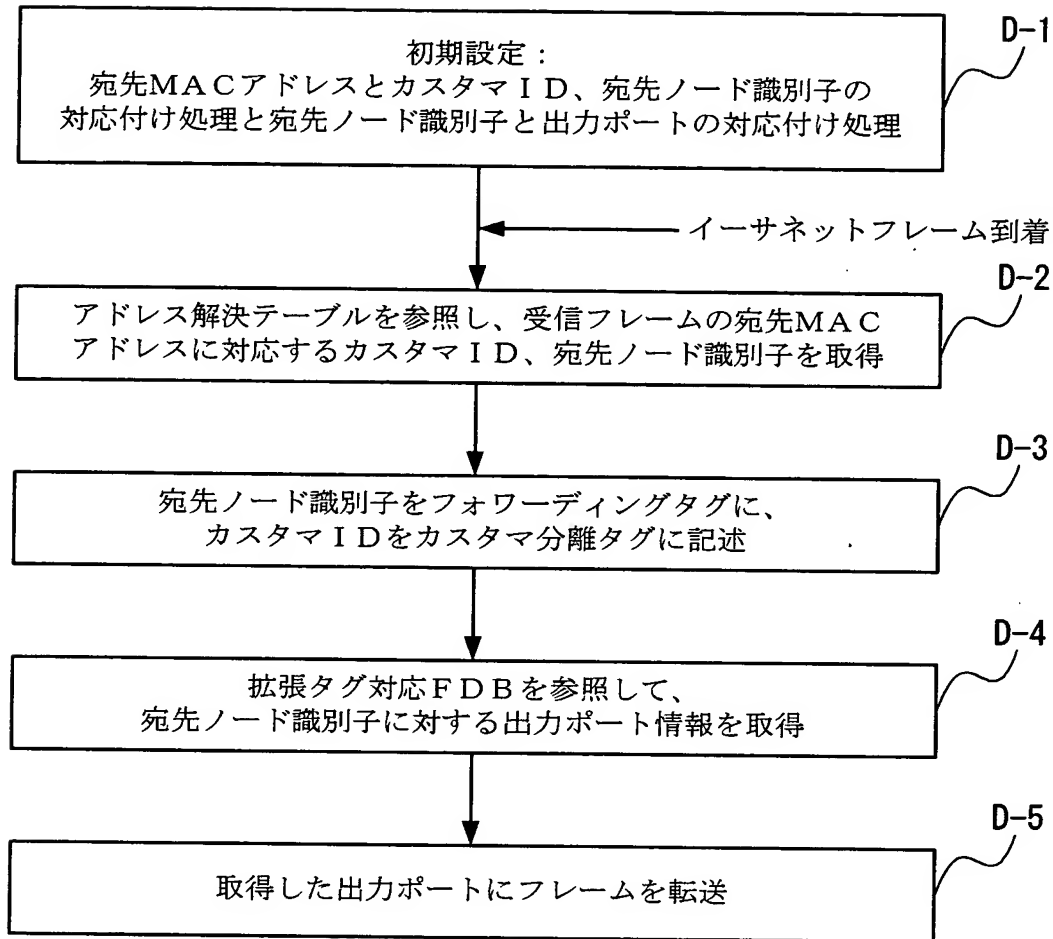 D-1
初期設定：
宛先MACアドレスとカスタマID、宛先ノード識別子の
対応付け処理と宛先ノード識別子と出力ポートの対応付け処理
イーサネットフレーム到着
D-2
アドレス解決テーブルを参照し、受信フレームの宛先MAC
アドレスに対応するカスタマID、宛先ノード識別子を取得
D-3
宛先ノード識別子をフォワーディングタグに、
カスタマIDをカスタマ分離タグに記述
D-4
拡張タグ対応FDBを参照して、
宛先ノード識別子に対する出力ポート情報を取得
D-5
取得した出力ポートにフレームを転送